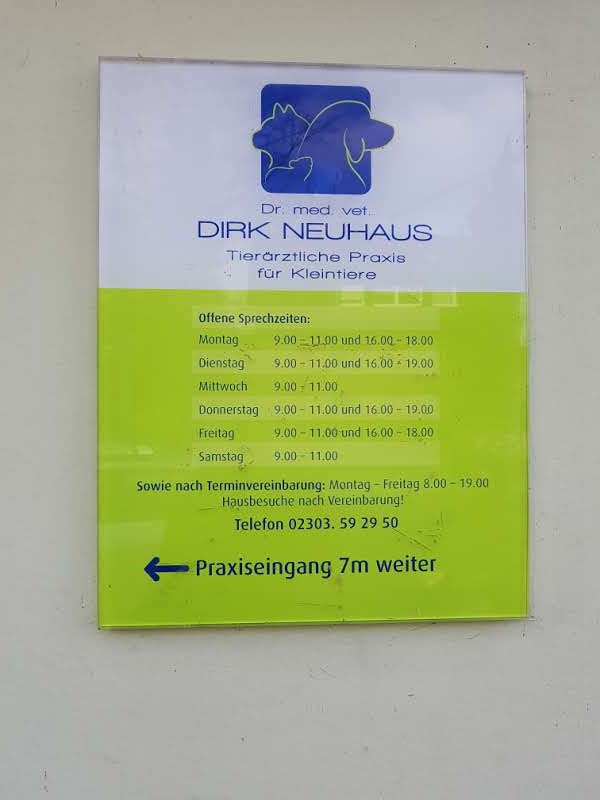 Dr. med. vet.
DIRK NEUHAUS
Tierärztliche Praxis
für Kleintiere
Offene Sprechzeiten:
Montag 9.00 – 11.00 und 16.00 – 18.00
Dienstag 9.00 – 11.00 und 16.00 – 19.00
Mittwoch 9.00 – 11.00
Donnerstag 9.00 – 11.00 und 16.00 – 19.00
Freitag 9.00 – 11.00 und 16.00 – 18.00
Samstag 9.00 – 11.00
Sowie nach Terminvereinbarung: Montag – Freitag 8.00 – 19.00
Hausbesuche nach Vereinbarung!
Telefon 02303. 59 29 50
← Praxiseingang 7m weiter